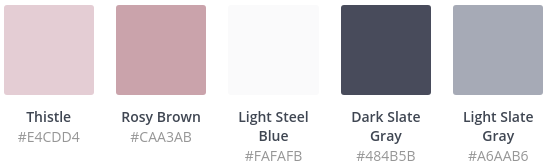 Thistle
#E4CDD4
Rosy Brown
#CAA3AB
Light Steel
Blue
#FAFAFB
Dark Slate
Gray
#484B5B
Light Slate
Gray
#A6AAB6